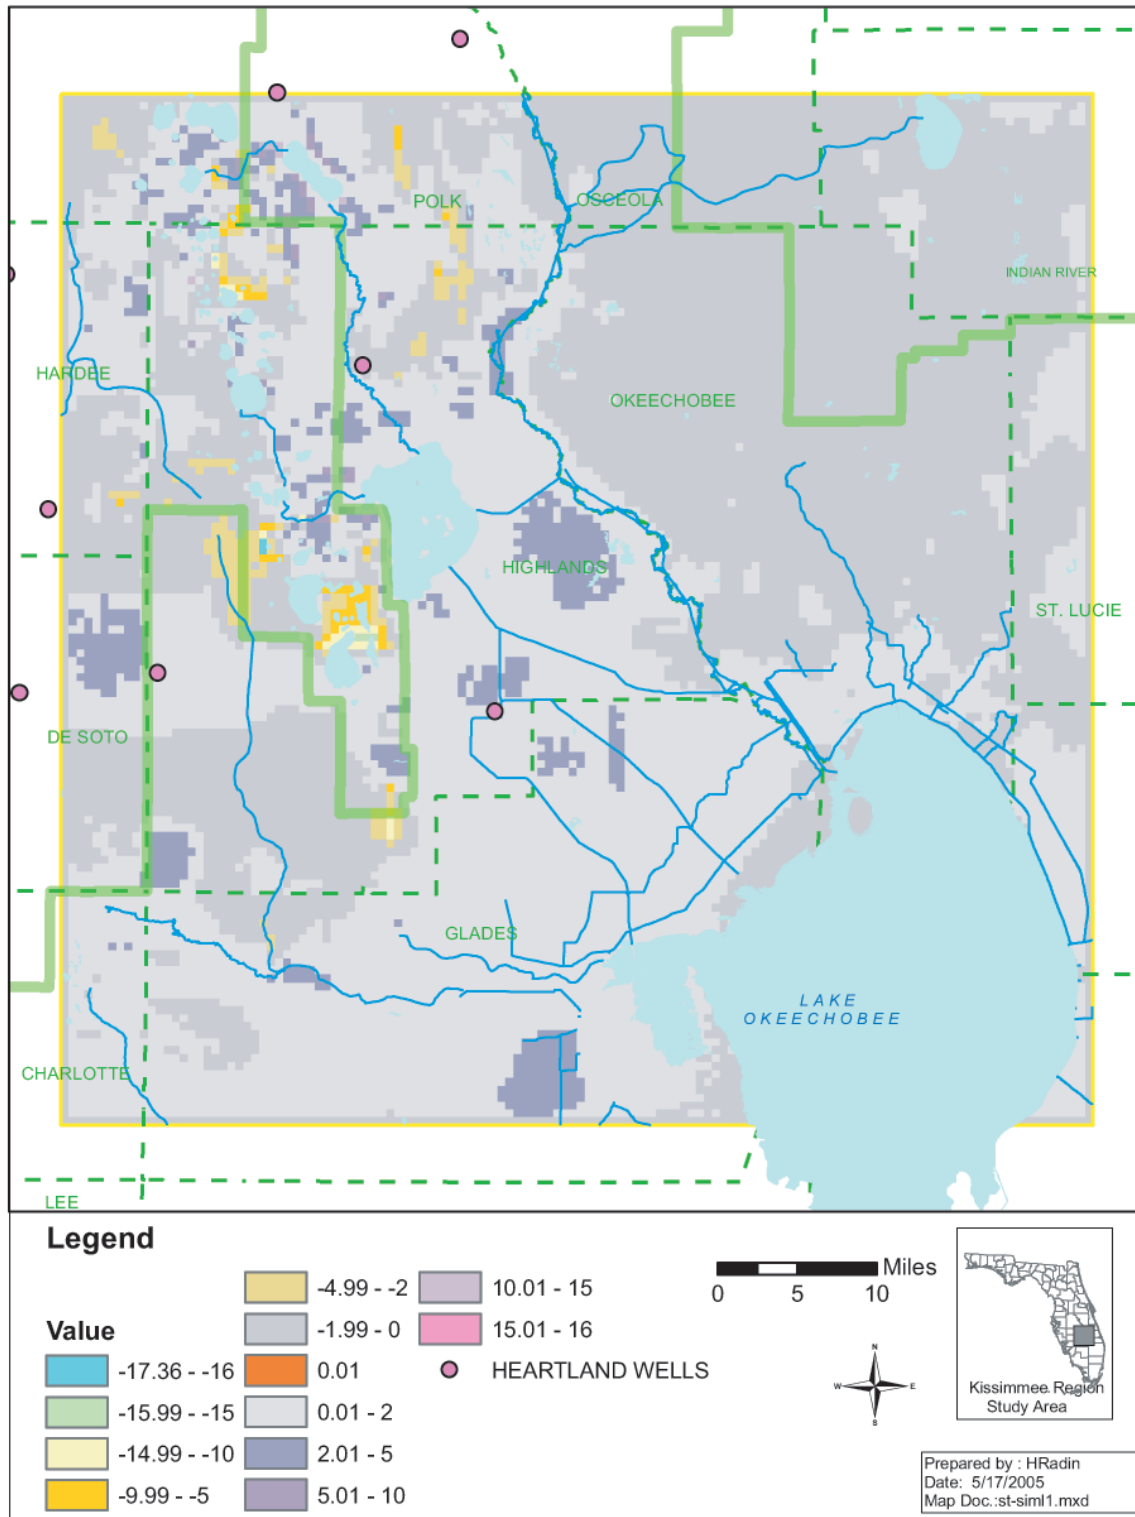 POLK
OSCEOLA
INDIAN RIVER
HARDEE
OKEECHOBEE
HIGHLANDS
ST. LUCIE
DE SOTO
GLADES
LAKE
OKEECHOBEE
CHARLOTTE
LEE
Legend
Value
-17.36 - -16
-15.99 - -15
-14.99 - -10
-9.99 - -5
-4.99 - -2
-1.99 - 0
0.01
0.01 - 2
2.01 - 5
5.01 - 10
10.01 - 15
15.01 - 16
HEARTLAND WELLS
Miles
0 5 10
N
W E
S
Kissimmee Region
Study Area
Prepared by : HRadin
Date: 5/17/2005
Map Doc.:st-siml1.mxd